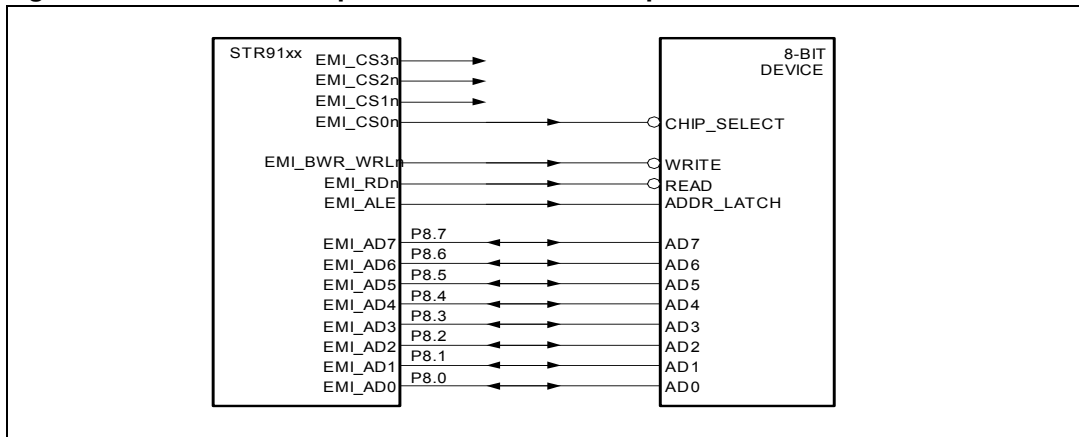 STR91xx
EMI_CS3n
EMI_CS2n
EMI_CS1n
EMI_CS0n
EMI_BWR_WRLn
EMI_RDn
EMI_ALE
EMI_AD7
EMI_AD6
EMI_AD5
EMI_AD4
EMI_AD3
EMI_AD2
EMI_AD1
EMI_AD0
P8.7
P8.6
P8.5
P8.4
P8.3
P8.2
P8.1
P8.0
8-BIT
DEVICE
CHIP_SELECT
WRITE
READ
ADDR_LATCH
AD7
AD6
AD5
AD4
AD3
AD2
AD1
AD0